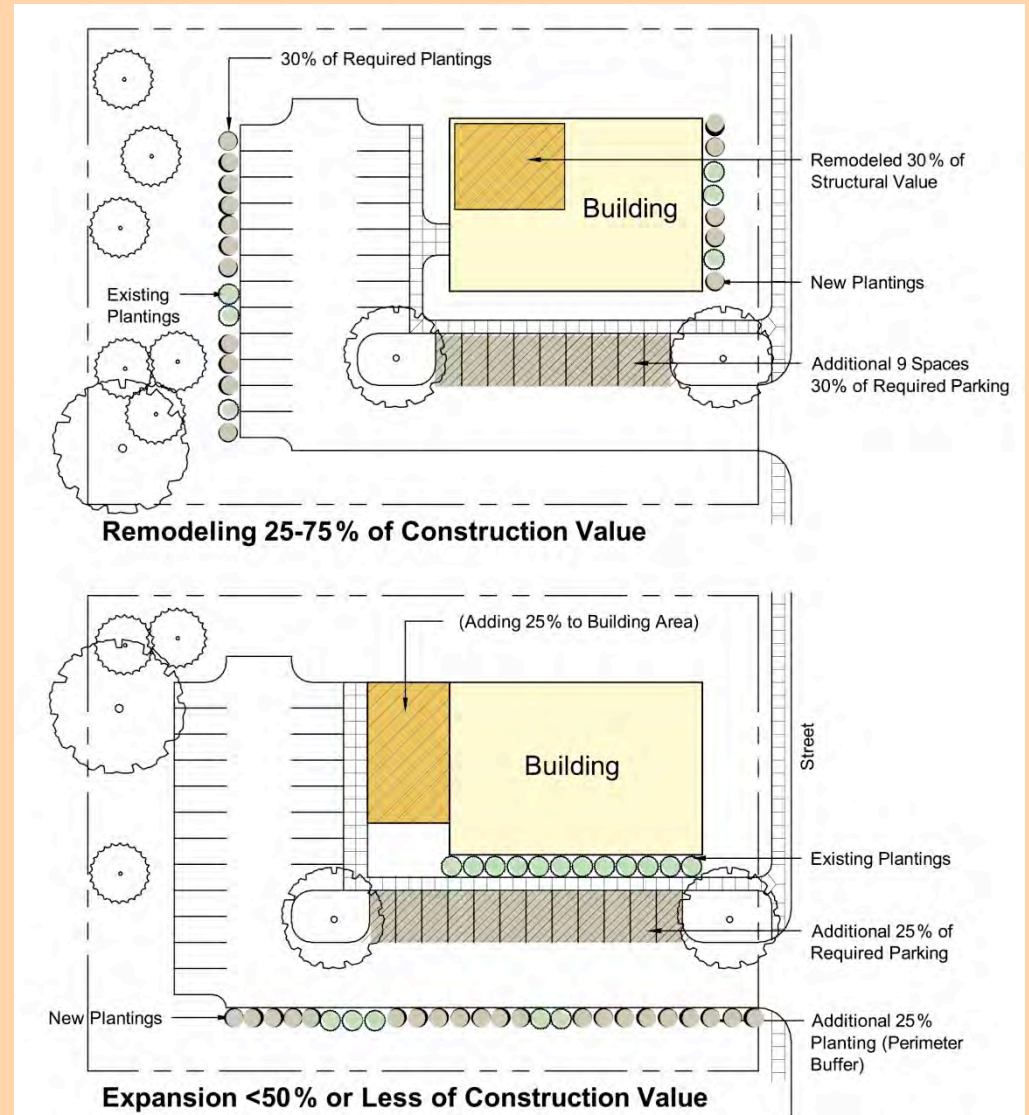 30% of Required Plantings
Remodeled 30% of
Structural Value
Building
New Plantings
Existing
Plantings
Additional 9 Spaces
30% of Required Parking
Remodeling 25-75% of Construction Value
(Adding 25% to Building Area)
Street
Building
Existing Plantings
Additional 25% of
Required Parking
New Plantings
Additional 25%
Planting (Perimeter
Buffer)
Expansion <50% or Less of Construction Value